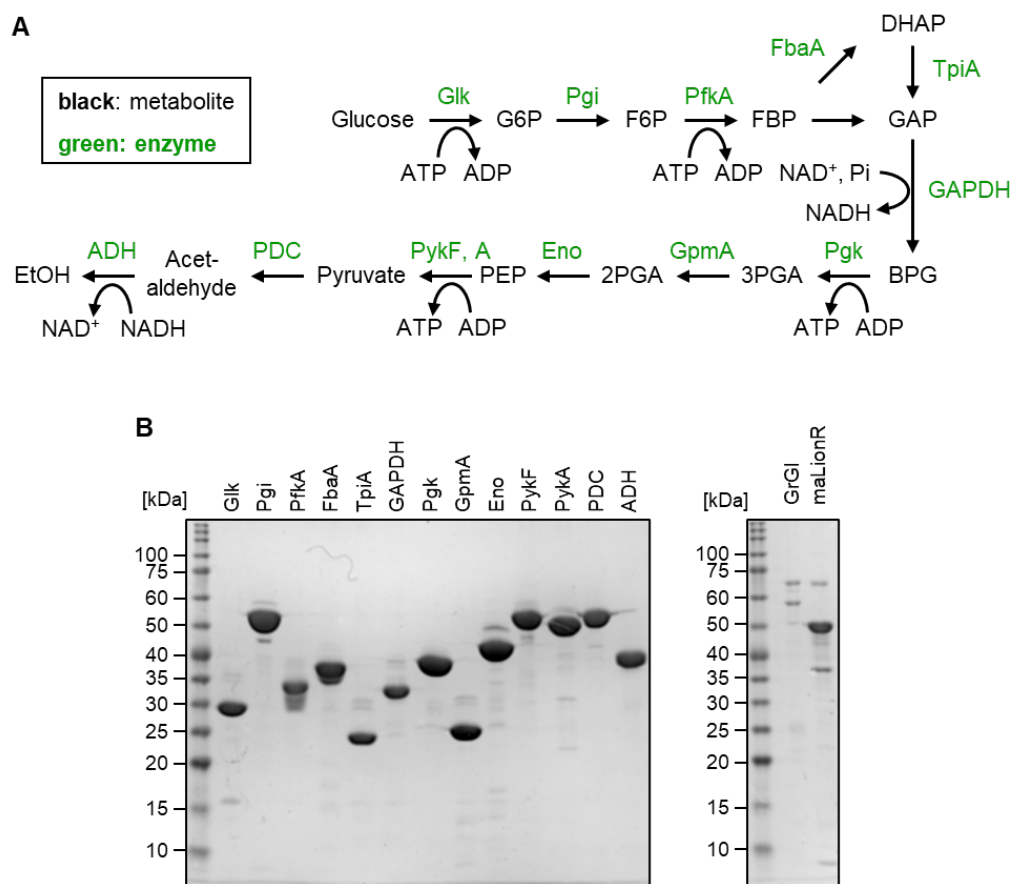 A
DHAP
FbaA
TpiA
black: metabolite
green: enzyme
Glk Pgi PfkA
Glucose G6P F6P FBP GAP
ATP ADP ATP ADP NAD+, Pi
GAPDH
NADH
ADH PDC PykF, A Eno GpmA Pgk
EtOH Acet-aldehyde Pyruvate PEP 2PGA 3PGA BPG
NAD+ NADH ATP ADP ATP ADP
B
[kDa] Glk Pgi PfkA FbaA TpiA GAPDH Pgk GpmA Eno PykF PykA PDC ADH
100
75
60
50
40
35
30
25
20
15
10
[kDa] GrGI maLionR
100
75
60
50
40
35
30
25
20
15
10